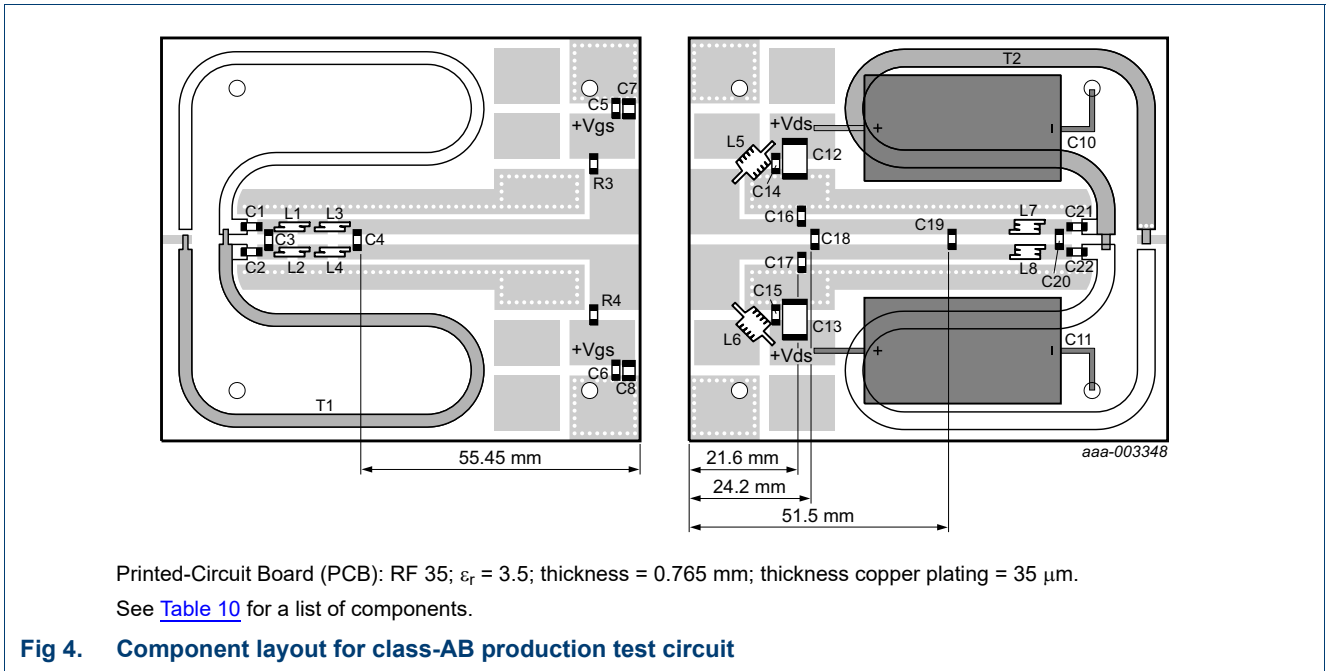 T2
C5 C7
+Vgs
R3
C1 L1 L3
C3 C4
C2 L2 L4
R4
+Vgs
C6 C8
T1
55.45 mm
+Vds
+ -
L5
C12
C10
C14
C16
C19
L7 C21
C18
C17
L8 C22
C20
C15
L6
C13
+Vds
+ -
C11
aaa-003348
21.6 mm
24.2 mm
51.5 mm
Printed-Circuit Board (PCB): RF 35; εr = 3.5; thickness = 0.765 mm; thickness copper plating = 35 μm.
See Table 10 for a list of components.
Fig 4. Component layout for class-AB production test circuit